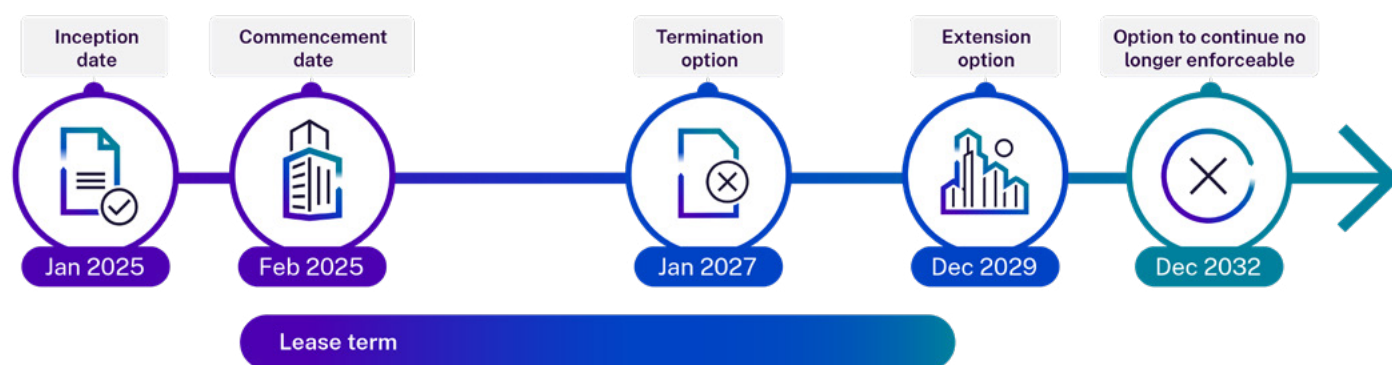 Inception
date
Commencement
date
Termination
option
Extension
option
Option to continue no
longer enforceable
Jan 2025
Feb 2025
Jan 2027
Dec 2029
Dec 2032
Lease term